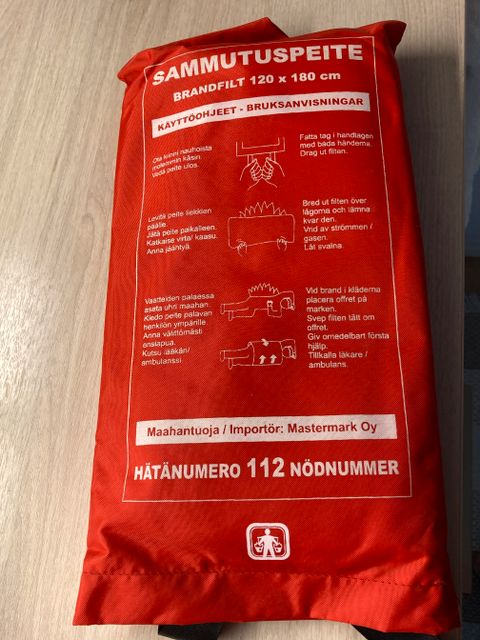 SAMMUTUSPEITE
BRANDFILT 120 x 180 cm
KÄYTTÖOHJEET - BRUKSANVISNINGAR
Ota kiinni nauhoista
molemmin käsin.
Vedä peite ulos.
Fatta tag i handtagen
med båda händerna.
Drag ut filten.
Levitä peite liekkien
päälle.
Jätä peite paikalleen.
Katkaise virta/ kaasu.
Anna jäähtyä.
Bred ut filten över
lågorna och lämna
kvar den.
Vrid av strömmen /
gasen.
Låt svalna.
Vaatteiden palaessa
aseta uhri maahan.
Kiedo peite palavan
henkilön ympärille.
Anna välittömästi
ensiapua.
Kutsu lääkäri/
ambulanssi
Vid brand i kläderna
placera offret på
marken.
Svep filten tätt om
offret.
Giv omedelbart första
hjälp.
Tillkalla läkare /
ambulans.
Maahantuoja / Importör: Mastermark Oy
HÄTÄNUMERO 112 NÖDNUMMER